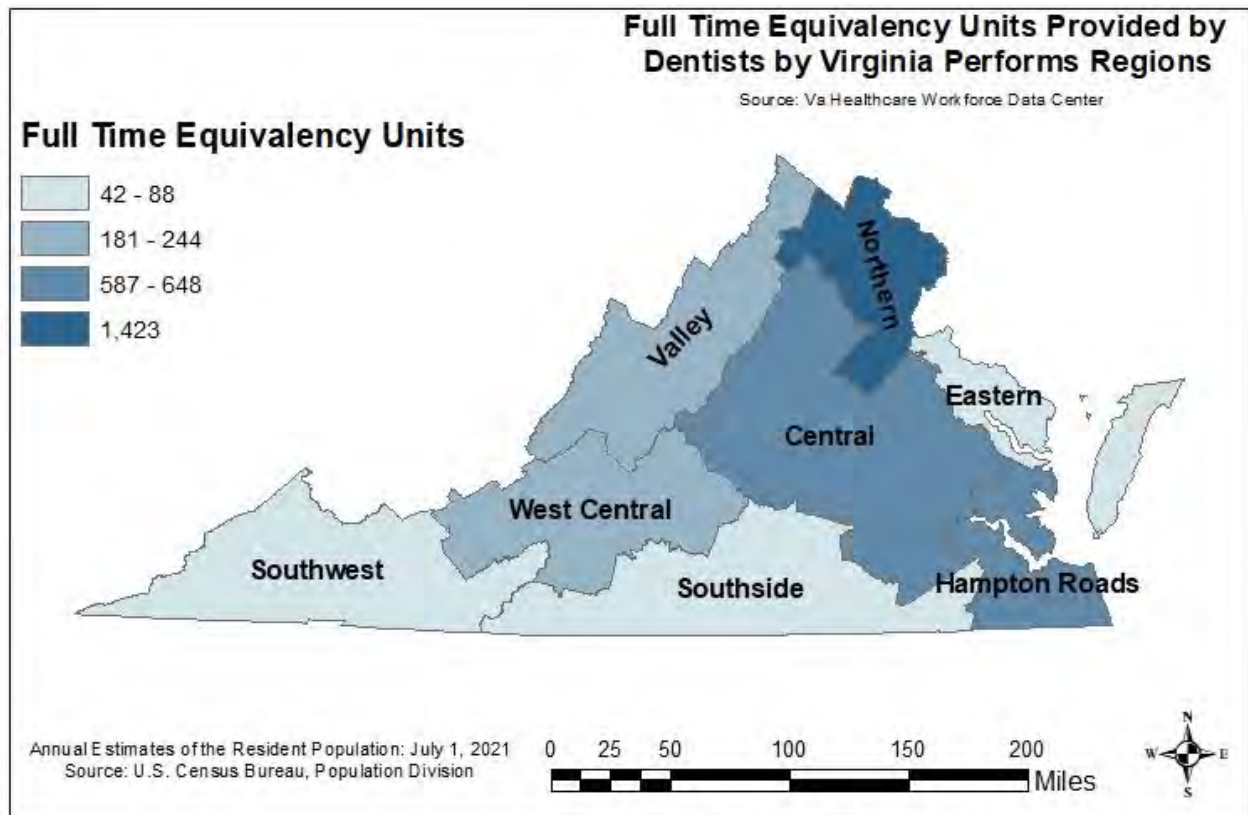 Full Time Equivalency Units Provided by
Dentists by Virginia Performs Regions
Source: Va Healthcare Workforce Data Center
Full Time Equivalency Units
42 - 88
181 - 244
587 - 648
1,423
Northern
Valley
Eastern
Central
West Central
Southwest
Southside
Hampton Roads
Annual Estimates of the Resident Population: July 1, 2021
Source: U.S. Census Bureau, Population Division
0 25 50 100 150 200
Miles
N
W E
S